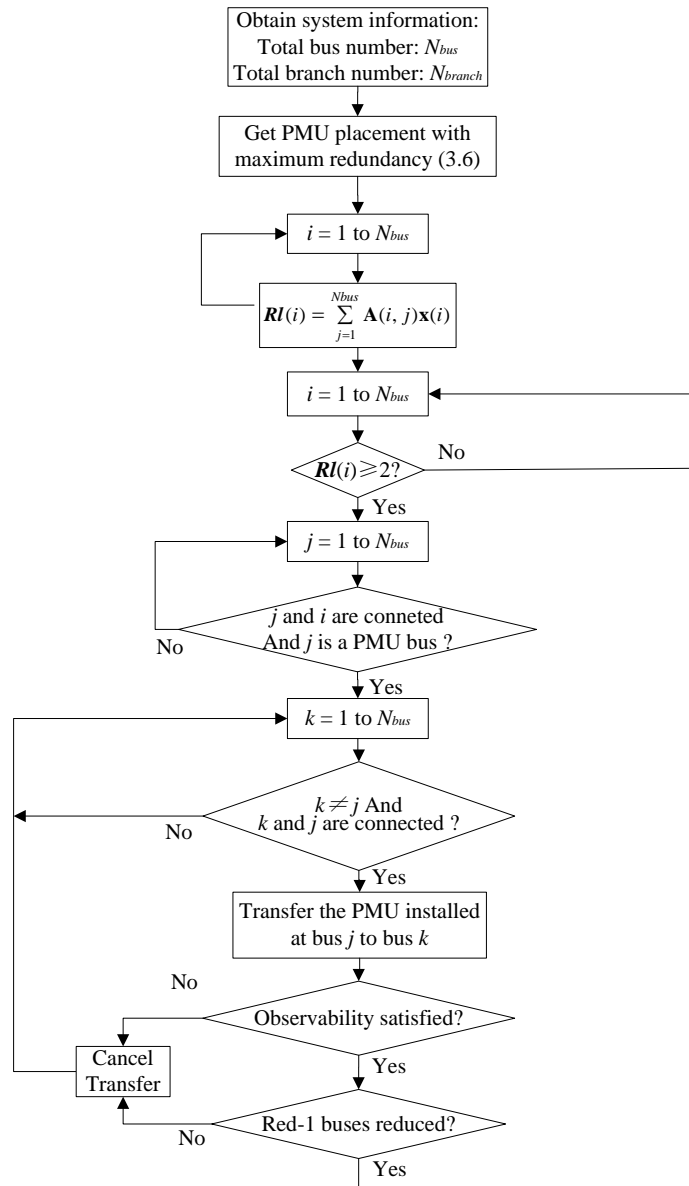 Obtain system information:
Total bus number: Nbus
Total branch number: Nbranch
Get PMU placement with
maximum redundancy (3.6)
i = 1 to Nbus
Rl(i) = ∑ A(i, j)x(i)
Nbus
j=1
i = 1 to Nbus
Rl(i)≥2?
No
Yes
j = 1 to Nbus
j and i are conneted
And j is a PMU bus ?
No
Yes
k = 1 to Nbus
k≠j And
k and j are connected ?
No
Yes
Transfer the PMU installed
at bus j to bus k
No
Observability satisfied?
Yes
Cancel
Transfer
Red-1 buses reduced?
No
Yes